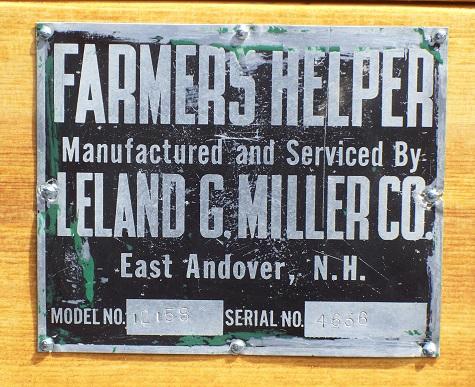 FARMERS HELPER
Manufactured and Serviced By
LELAND G. MILLER CO.
East Andover, N.H.
MODEL NO. SERIAL NO. 4656